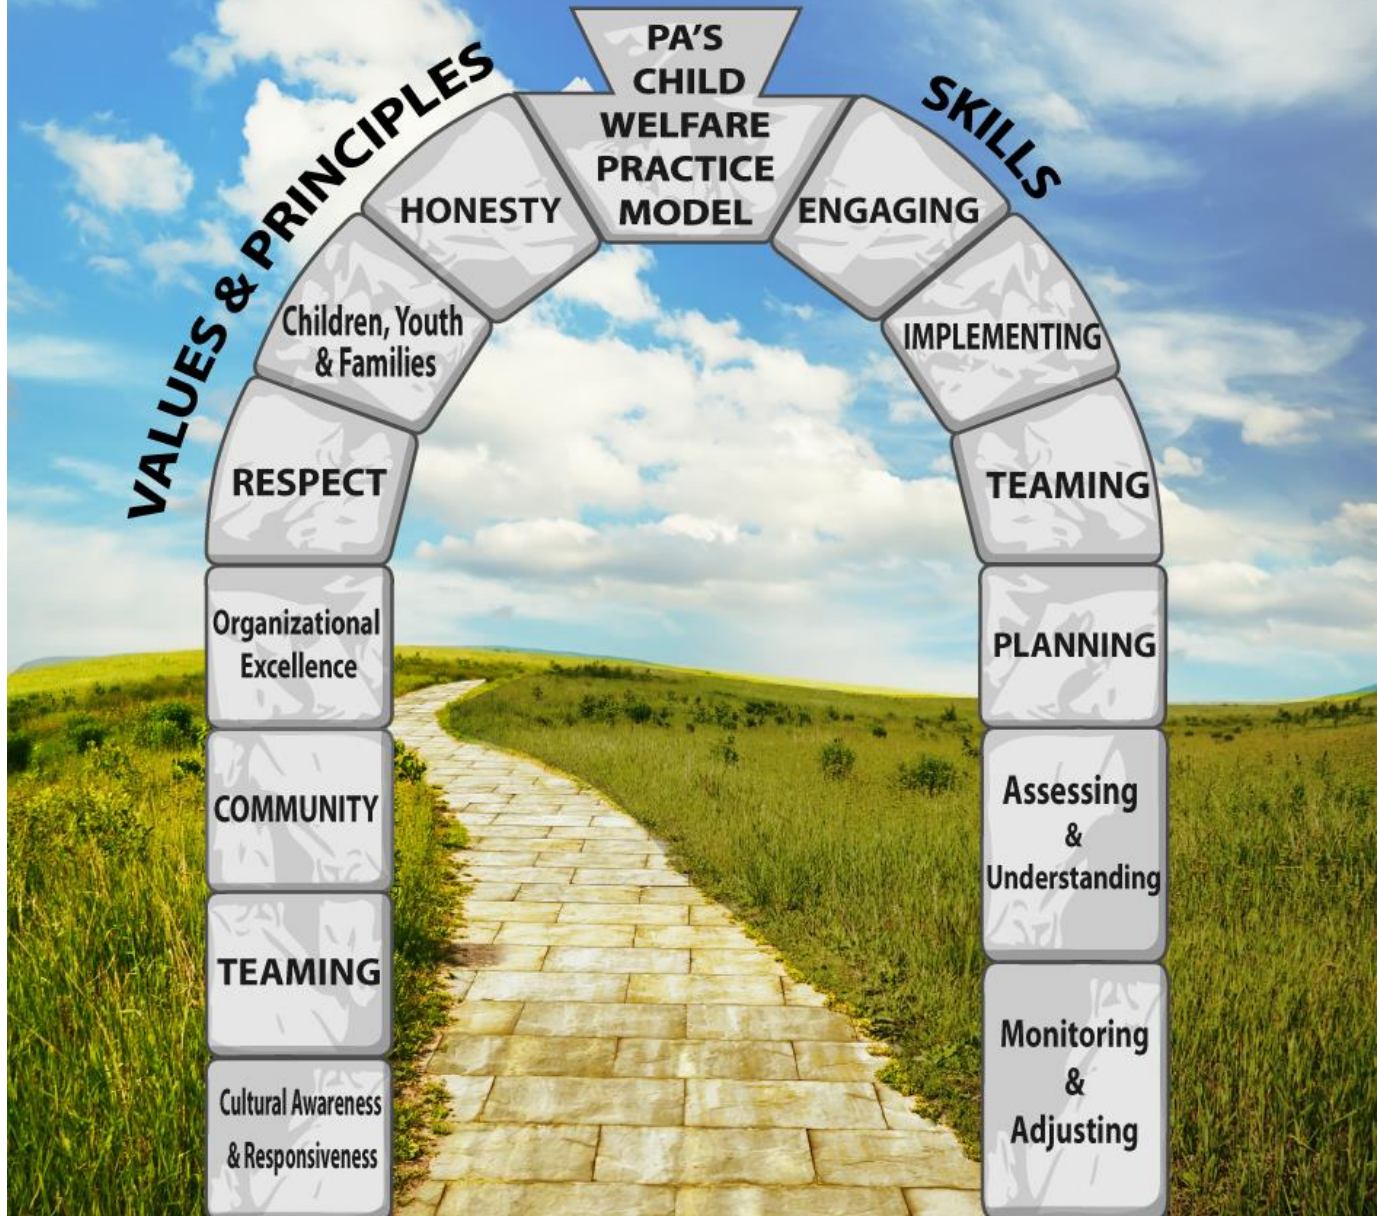 PA'S
CHILD
WELFARE
PRACTICE
MODEL
VALUES & PRINCIPLES
HONESTY
Children, Youth
& Families
RESPECT
Organizational
Excellence
COMMUNITY
TEAMING
Cultural Awareness
& Responsiveness
SKILLS
ENGAGING
IMPLEMENTING
TEAMING
PLANNING
Assessing
&
Understanding
Monitoring
&
Adjusting